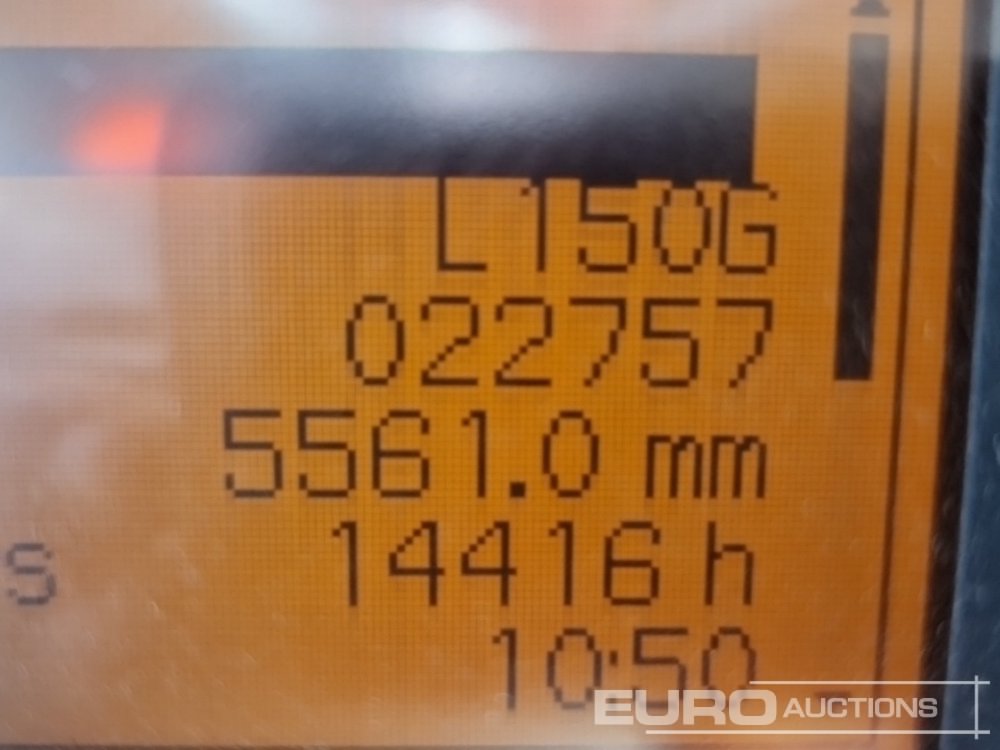 L150G
022757
5561.0 mm
s 14416 h
10:50
EURO AUCTIONS